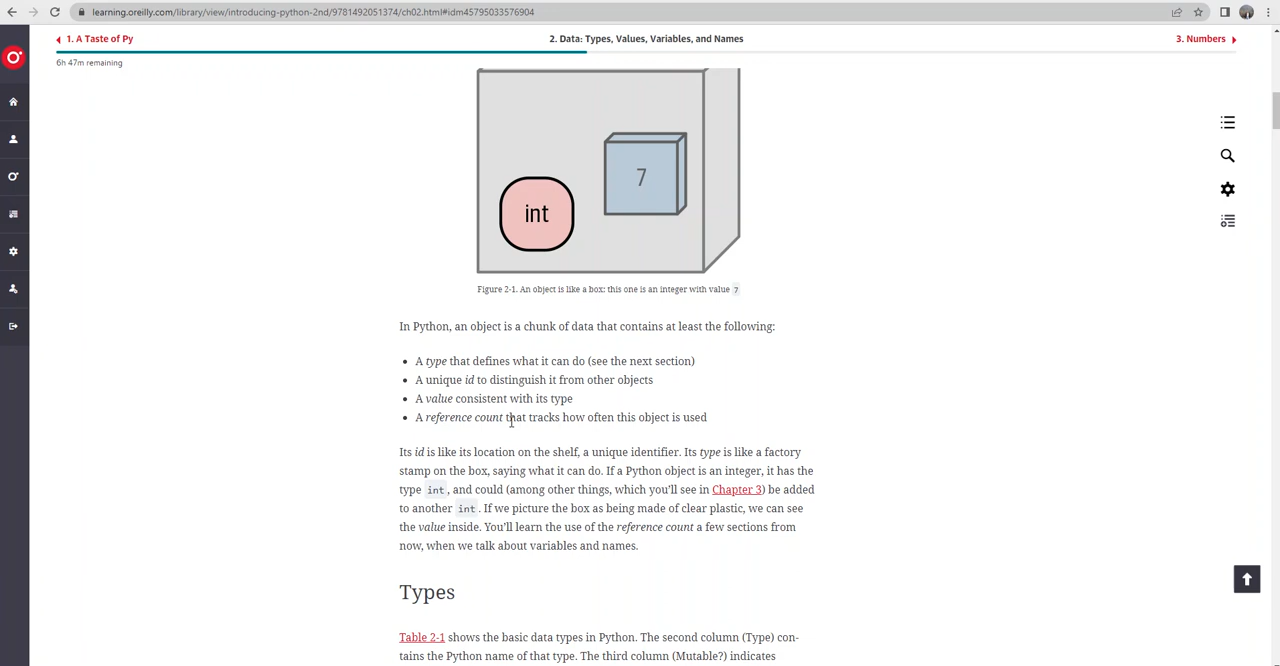 learning.oreilly.com/library/view/introducing-python-2nd/9781491051374/ch02.html#idm45795033576904
1. A Taste of Py
2. Data: Types, Values, Variables, and Names
3. Numbers
6h 47m remaining
7
int
Figure 2-1. An object is like a box: this one is an integer with value 7
In Python, an object is a chunk of data that contains at least the following:
• A type that defines what it can do (see the next section)
• A unique id to distinguish it from other objects
• A value consistent with its type
• A reference count that tracks how often this object is used
Its id is like its location on the shelf, a unique identifier. Its type is like a factory
stamp on the box, saying what it can do. If a Python object is an integer, it has the
type int, and could (among other things, which you’ll see in Chapter 3) be added
to another int. If we picture the box as being made of clear plastic, we can see
the value inside. You’ll learn the use of the reference count a few sections from
now, when we talk about variables and names.
Types
Table 2-1 shows the basic data types in Python. The second column (Type) con-
tains the Python name of that type. The third column (Mutable?) indicates